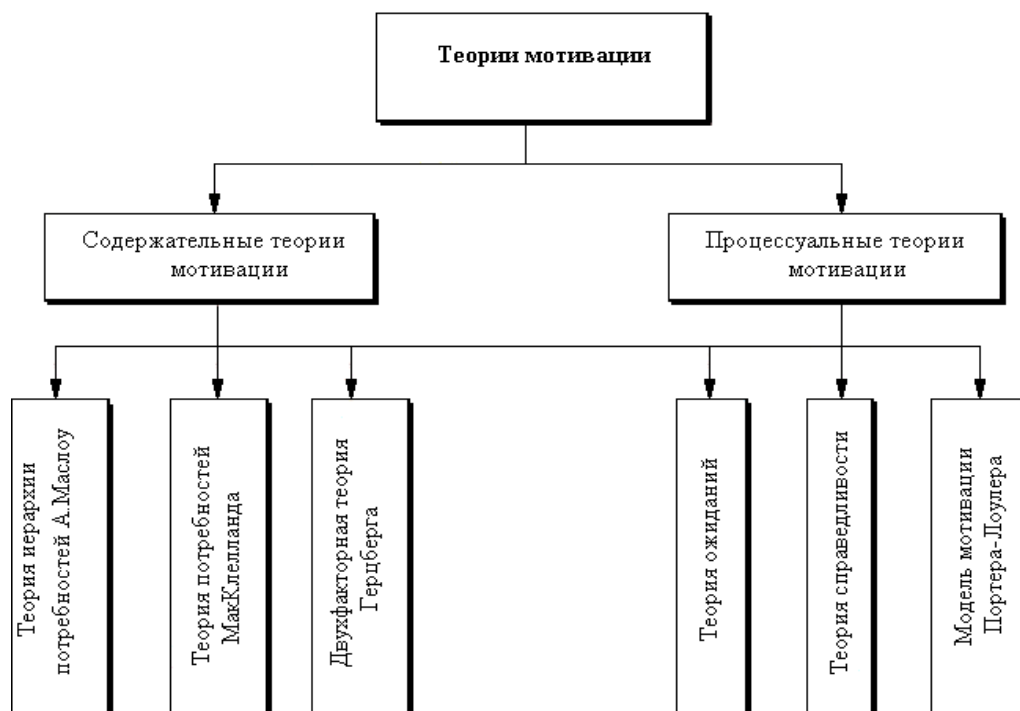 Теории мотивации
Содержательные теории
мотивации
Процессуальные теории
мотивации
Теория иерархии
потребностей А.Маслоу
Теория потребностей
МакКлелланда
Двухфакторная теория
Герцберга
Теория ожиданий
Теория справедливости
Модель мотивации
Портера-Лоулера